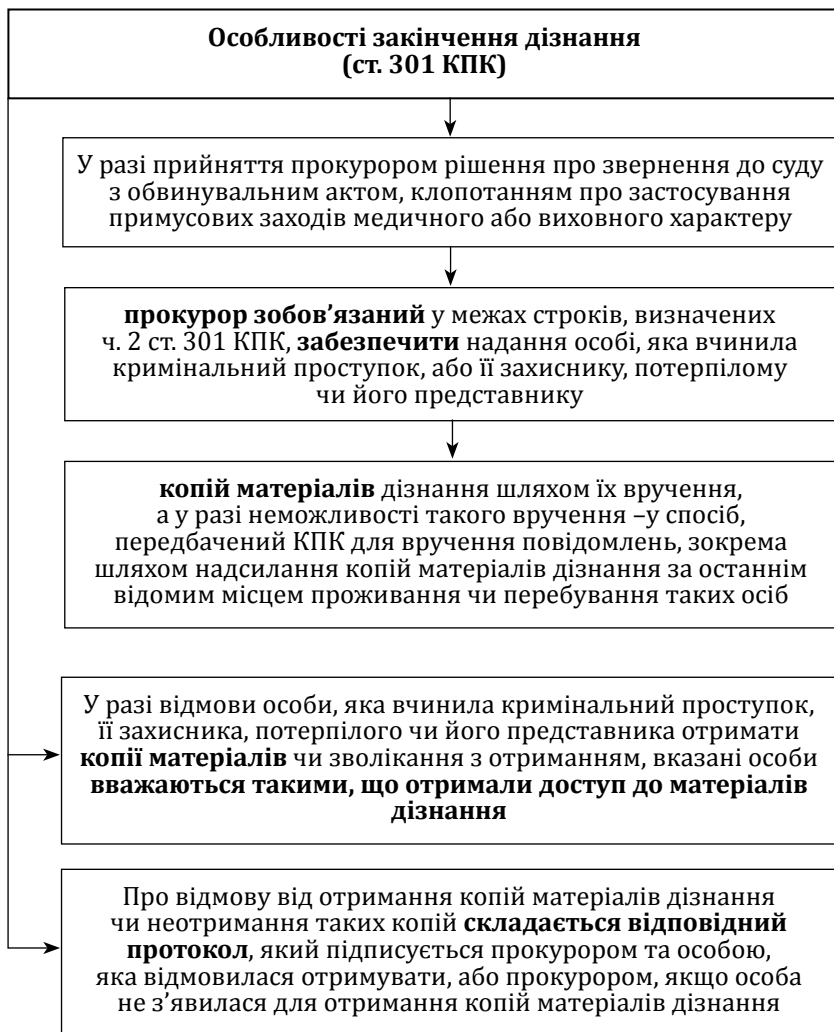 Особливості закінчення дізнання
(ст. 301 КПК)
У разі прийняття прокурором рішення про звернення до суду
з обвинувальним актом, клопотанням про застосування
примусових заходів медичного або виховного характеру
прокурор зобов’язаний у межах строків, визначених
ч. 2 ст. 301 КПК, забезпечити надання особі, яка вчинила
кримінальний проступок, або її захиснику, потерпілому
чи його представнику
копій матеріалів дізнання шляхом їх вручення,
а у разі неможливості такого вручення –у спосіб,
передбачений КПК для вручення повідомлень, зокрема
шляхом надсилання копій матеріалів дізнання за останнім
відомим місцем проживання чи перебування таких осіб
У разі відмови особи, яка вчинила кримінальний проступок,
її захисника, потерпілого чи його представника отримати
копії матеріалів чи зволікання з отриманням, вказані особи
вважаються такими, що отримали доступ до матеріалів
дізнання
Про відмову від отримання копій матеріалів дізнання
чи неотримання таких копій складається відповідний
протокол, який підписується прокурором та особою,
яка відмовилася отримувати, або прокурором, якщо особа
не з’явилася для отримання копій матеріалів дізнання